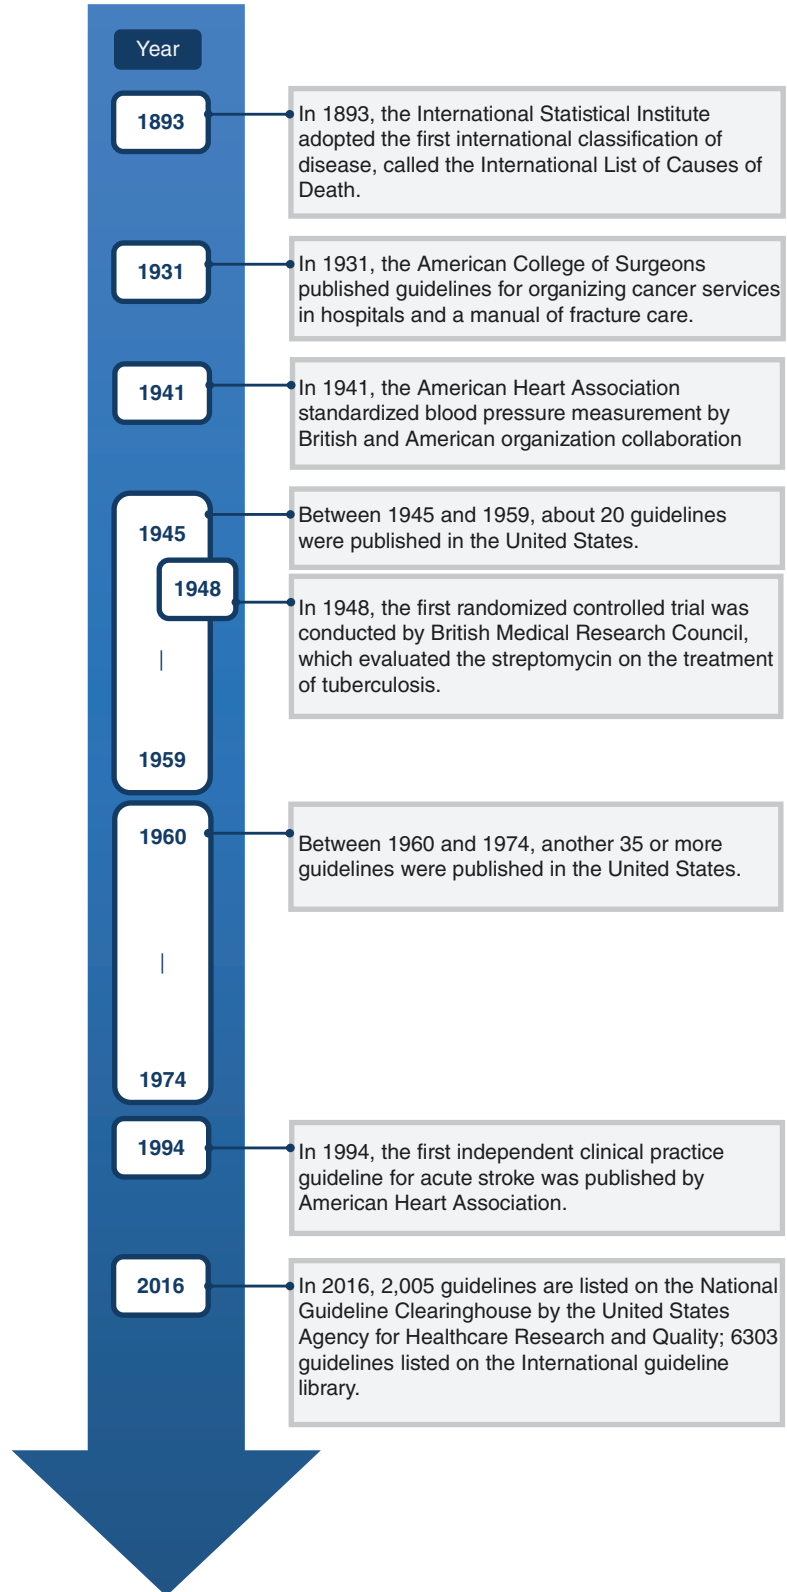 Year
1893
In 1893, the International Statistical Institute
adopted the first international classification of
disease, called the International List of Causes of
Death.
1931
In 1931, the American College of Surgeons
published guidelines for organizing cancer services
in hospitals and a manual of fracture care.
1941
In 1941, the American Heart Association
standardized blood pressure measurement by
British and American organization collaboration
1945
Between 1945 and 1959, about 20 guidelines
were published in the United States.
1948
In 1948, the first randomized controlled trial was
conducted by British Medical Research Council,
which evaluated the streptomycin on the treatment
of tuberculosis.
|
1959
1960
Between 1960 and 1974, another 35 or more
guidelines were published in the United States.
|
1974
1994
In 1994, the first independent clinical practice
guideline for acute stroke was published by
American Heart Association.
2016
In 2016, 2,005 guidelines are listed on the National
Guideline Clearinghouse by the United States
Agency for Healthcare Research and Quality; 6303
guidelines listed on the International guideline
library.